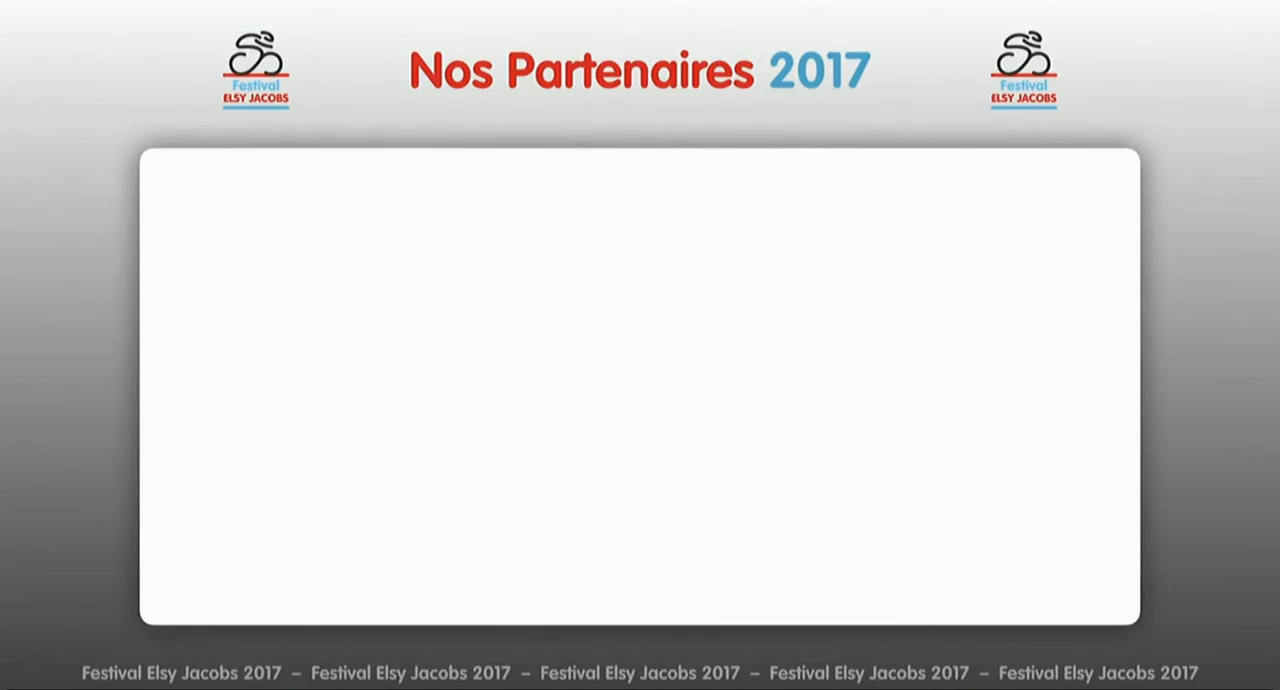 Nos Partenaires 2017
Festival
ELSY JACOBS
Festival
ELSY JACOBS
Festival Elsy Jacobs 2017 – Festival Elsy Jacobs 2017 – Festival Elsy Jacobs 2017 – Festival Elsy Jacobs 2017 – Festival Elsy Jacobs 2017